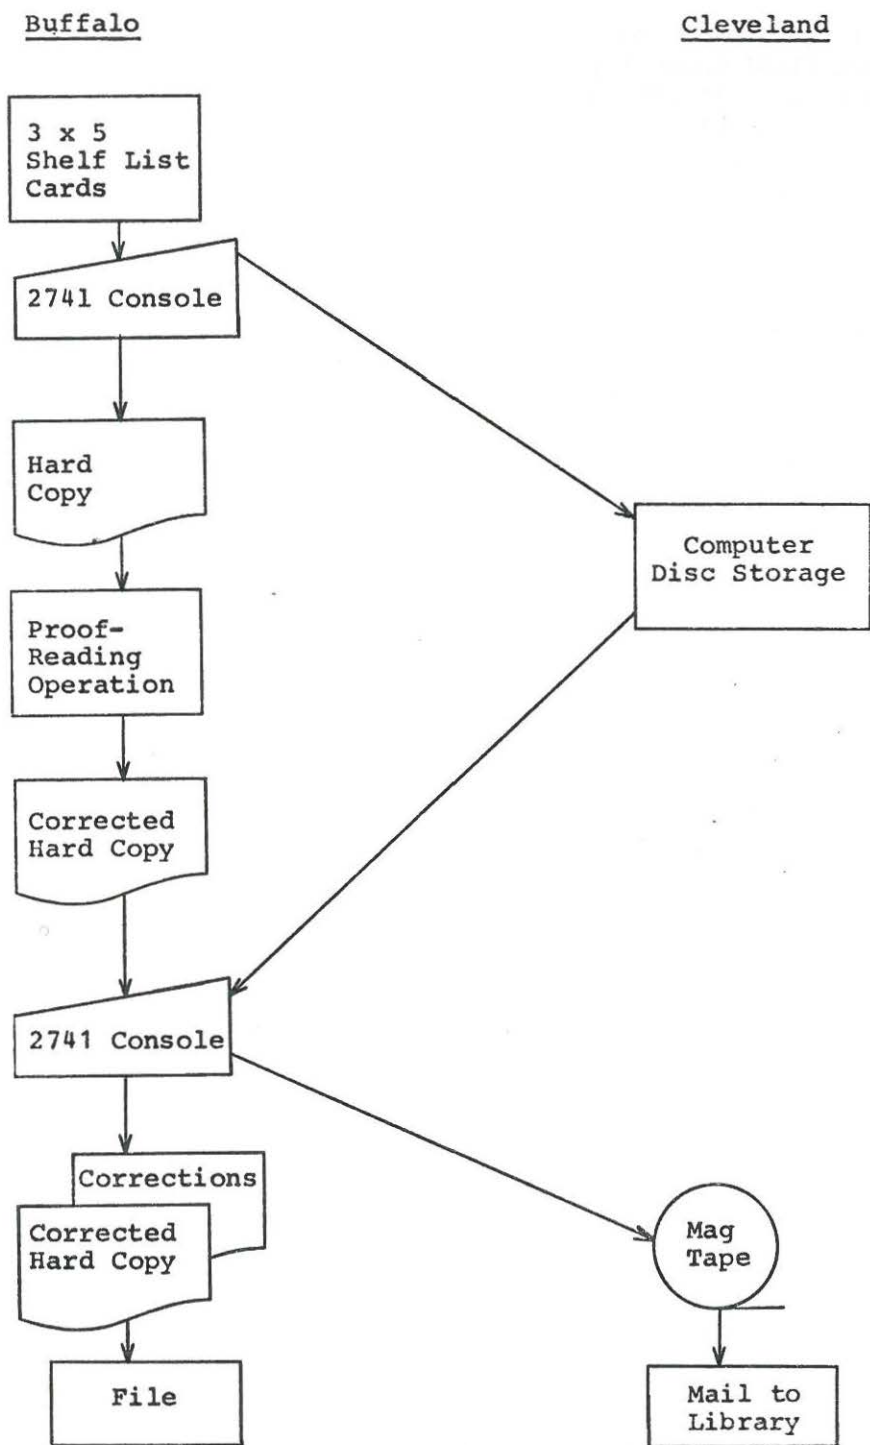 Buffalo
Cleveland
3 x 5
Shelf List
Cards
2741 Console
Hard
Copy
Computer
Disc Storage
Proof-
Reading
Operation
Corrected
Hard Copy
2741 Console
Corrections
Corrected
Hard Copy
Mag
Tape
File
Mail to
Library